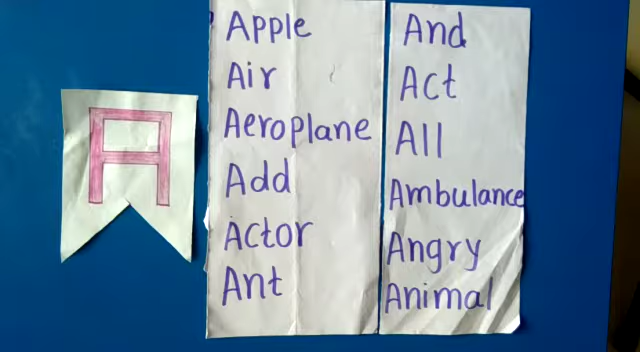 A
Apple
Air
Aeroplane
Add
Actor
Ant
And
Act
All
Ambulance
Angry
Animal